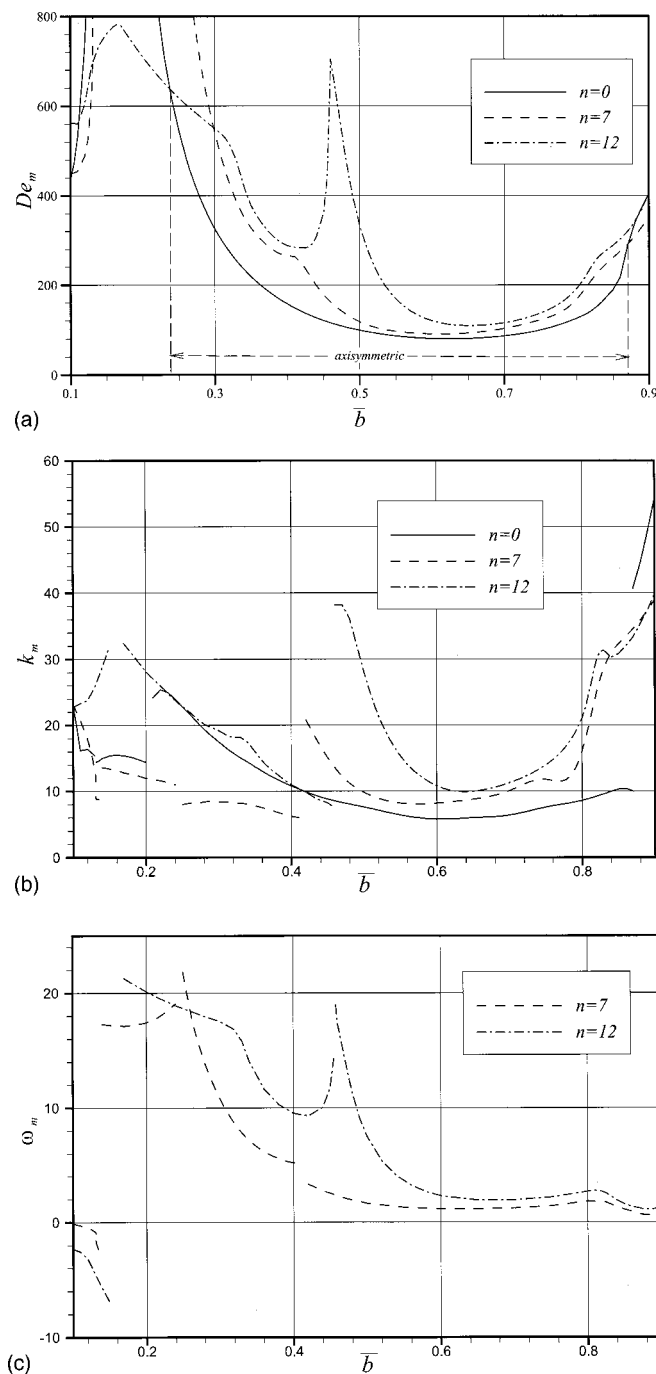 800
600
400
200
0
De_m
n=0
n=7
n=12
axisymmetric
0.1 0.3 0.5 0.7 0.9
(a) b̅
60
50
40
30
20
10
0
k_m
n=0
n=7
n=12
0.2 0.4 0.6 0.8
(b) b̅
20
10
0
-10
ω_m
n=7
n=12
0.2 0.4 0.6 0.8
(c) b̅